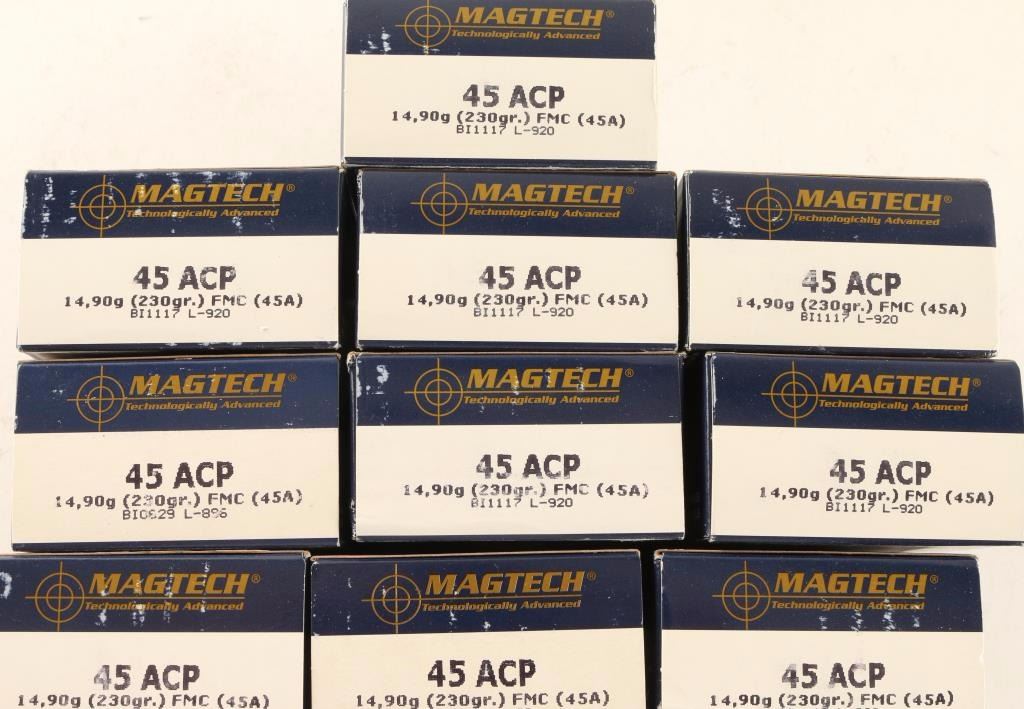 MAGTECH®
Technologically Advanced
45 ACP
14,90g (230gr.) FMC (45A)
BI1117 L-920
MAGTECH®
Technologically Advanced
45 ACP
14,90g (230gr.) FMC (45A)
BI1117 L-920
MAGTECH®
Technologically Advanced
45 ACP
14,90g (230gr.) FMC (45A)
BI1117 L-920
MAGTECH®
Technologically Advanced
45 ACP
14,90g (230gr.) FMC (45A)
BI1117 L-920
MAGTECH®
Technologically Advanced
45 ACP
14,90g (230gr.) FMC (45A)
BI0629 L-896
MAGTECH®
Technologically Advanced
45 ACP
14,90g (230gr.) FMC (45A)
BI1117 L-920
MAGTECH®
Technologically Advanced
45 ACP
14,90g (230gr.) FMC (45A)
BI1117 L-920
MAGTECH®
Technologically Advanced
45 ACP
14,90g (230gr.) FMC (45A)
MAGTECH®
Technologically Advanced
45 ACP
14,90g (230gr.) FMC (45A)
MAGTECH®
Technologically Advanced
45 ACP
14,90g (230gr.) FMC (45A)